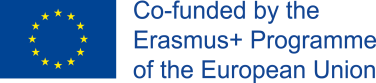 Co-funded by the
Erasmus+ Programme
of the European Union